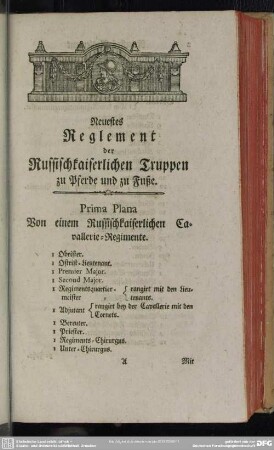 Neuestes
Reglement
der
Russischkaiserlichen Truppen
zu Pferde und zu Fuße.
Prima Plana
Von einem Russischkaiserlichen Ca-
vallerie-Regimente.
1 Obrister.
1 Obrist-Lieutenant.
1 Premier Major.
1 Second Major.
1 Regimentsquartier- { rangirt mit den Lieu-
meister { tenants.
1 Adjutant { rangirt bey der Cavallerie mit den
Cornets.
1 Bereuter.
1 Priester.
1 Regiments-Chirurgus.
1 Unter-Chirurgus.
A Mit
DFG